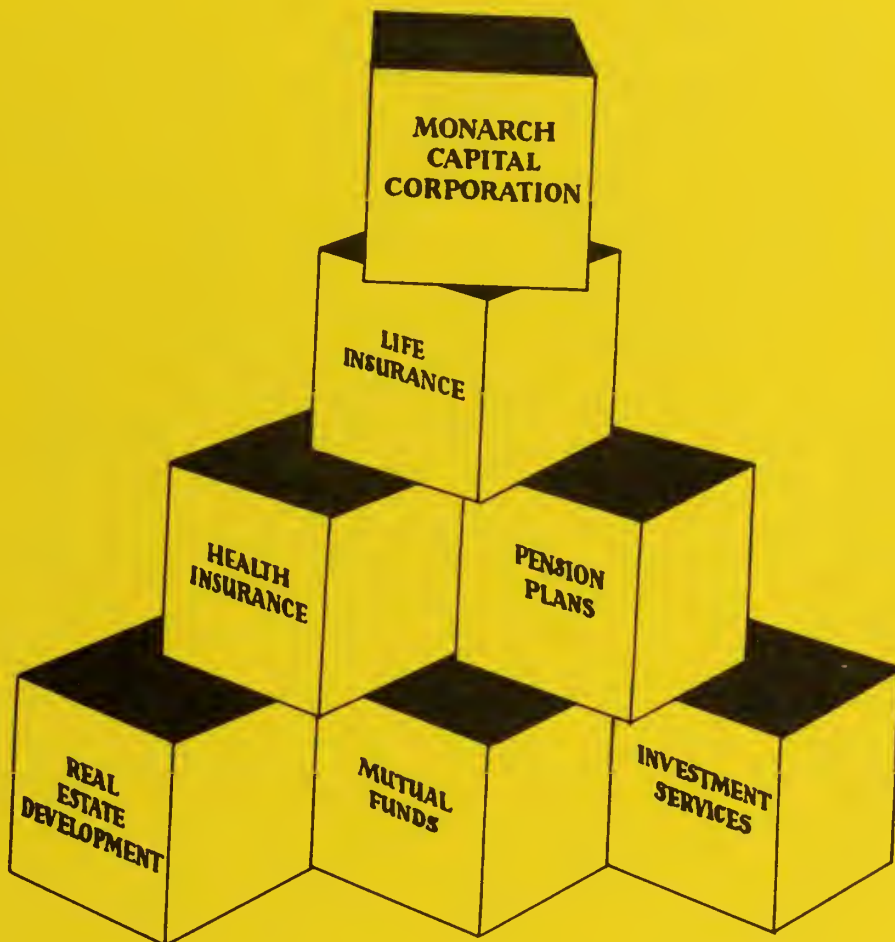 MONARCH
CAPITAL
CORPORATION
LIFE
INSURANCE
HEALTH
INSURANCE
PENSION
PLANS
REAL
ESTATE
DEVELOPMENT
MUTUAL
FUNDS
INVESTMENT
SERVICES